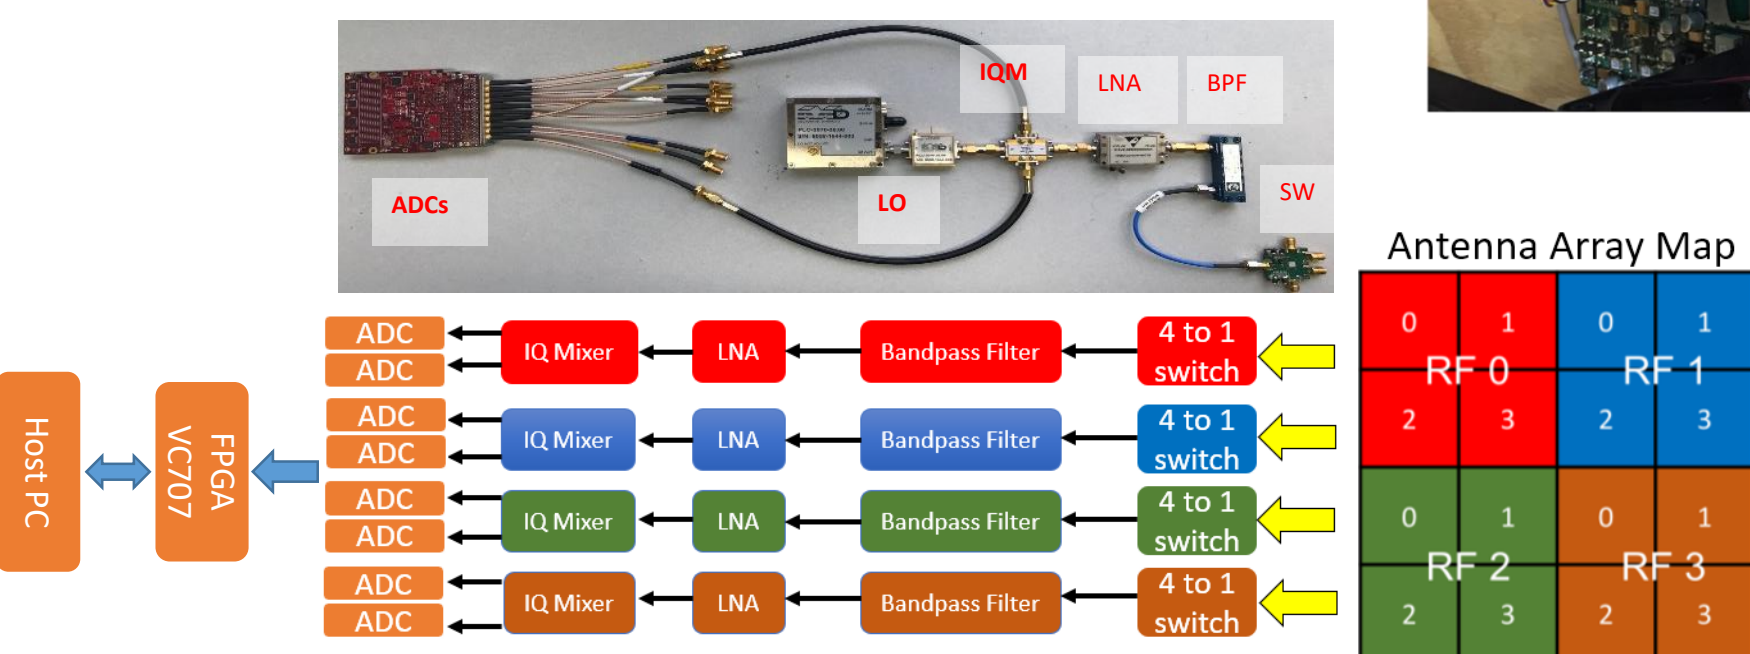 IQM
LNA
BPF
ADCs
LO
SW
Antenna Array Map
0 1 0 1
RF 0 RF 1
2 3 2 3
0 1 0 1
RF 2 RF 3
2 3 2 3
ADC
ADC
IQ Mixer
LNA
Bandpass Filter
4 to 1
switch
ADC
ADC
IQ Mixer
LNA
Bandpass Filter
4 to 1
switch
ADC
ADC
IQ Mixer
LNA
Bandpass Filter
4 to 1
switch
ADC
ADC
IQ Mixer
LNA
Bandpass Filter
4 to 1
switch
FPGA
VC707
Host PC